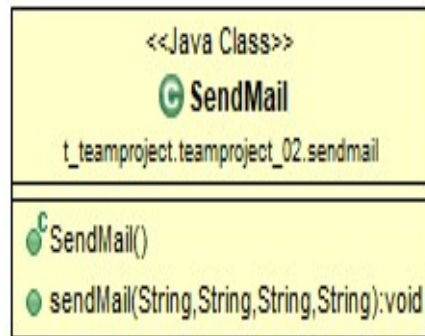 <<Java Class>>
C SendMail
t_teamproject.teamproject_02.sendmail
C SendMail()
sendMail(String,String,String,String):void